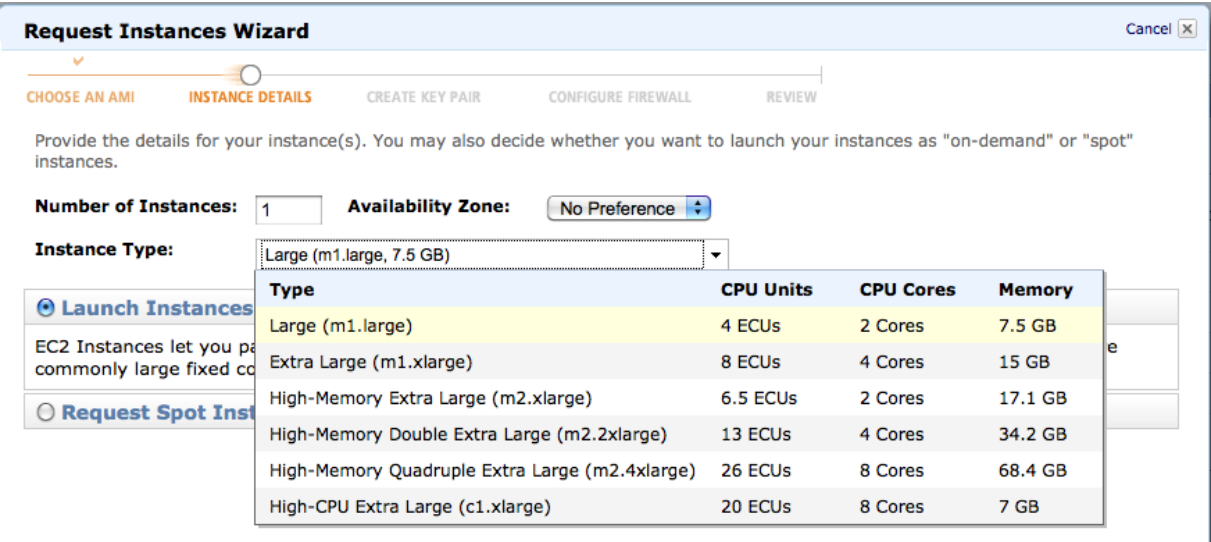 Request Instances Wizard
Cancel
CHOOSE AN AMI INSTANCE DETAILS CREATE KEY PAIR CONFIGURE FIREWALL REVIEW
Provide the details for your instance(s). You may also decide whether you want to launch your instances as "on-demand" or "spot"
instances.
Number of Instances: 1 Availability Zone: No Preference
Instance Type: Large (m1.large, 7.5 GB)
Type CPU Units CPU Cores Memory
Launch Instances
Large (m1.large) 4 ECUs 2 Cores 7.5 GB
EC2 Instances let you
Extra Large (m1.xlarge) 8 ECUs 4 Cores 15 GB
commonly large fixed
High-Memory Extra Large (m2.xlarge) 6.5 ECUs 2 Cores 17.1 GB
Request Spot
High-Memory Double Extra Large (m2.2xlarge) 13 ECUs 4 Cores 34.2 GB
High-Memory Quadruple Extra Large (m2.4xlarge) 26 ECUs 8 Cores 68.4 GB
High-CPU Extra Large (c1.xlarge) 20 ECUs 8 Cores 7 GB